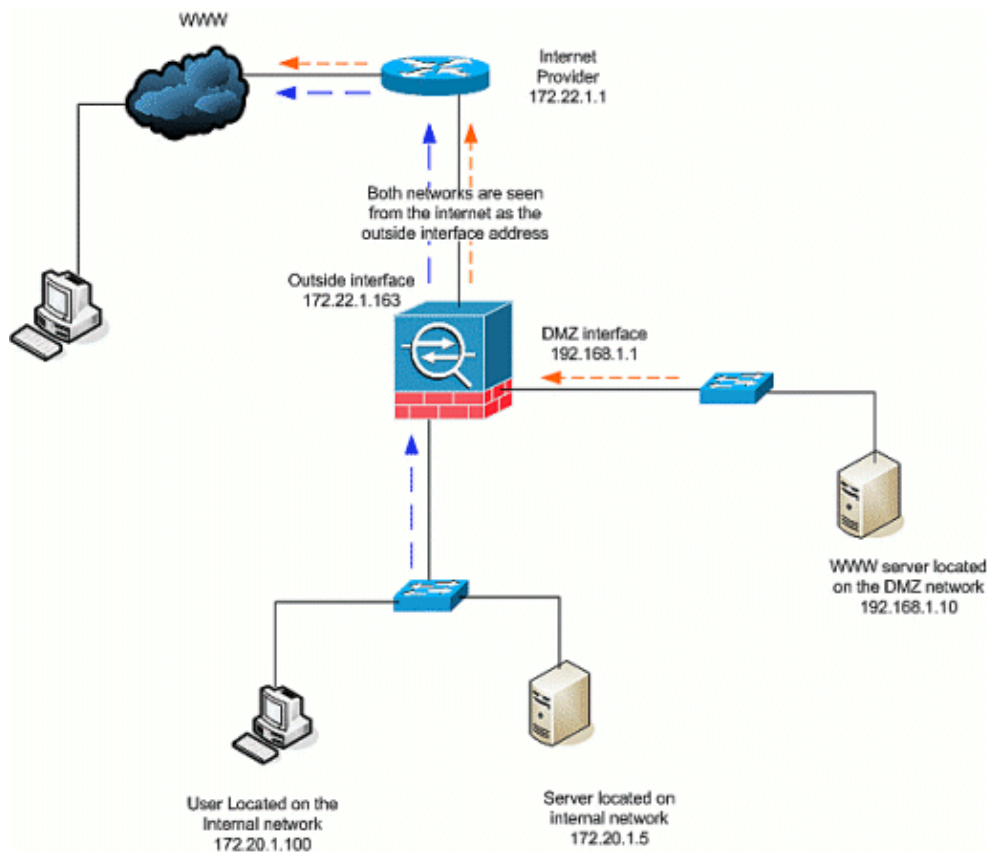 WWW
Internet
Provider
172.22.1.1
Both networks are seen
from the internet as the
outside interface address
Outside interface
172.22.1.163
DMZ interface
192.168.1.1
WWW server located
on the DMZ network
192.168.1.10
User Located on the
Internal network
172.20.1.100
Server located on
internal network
172.20.1.5